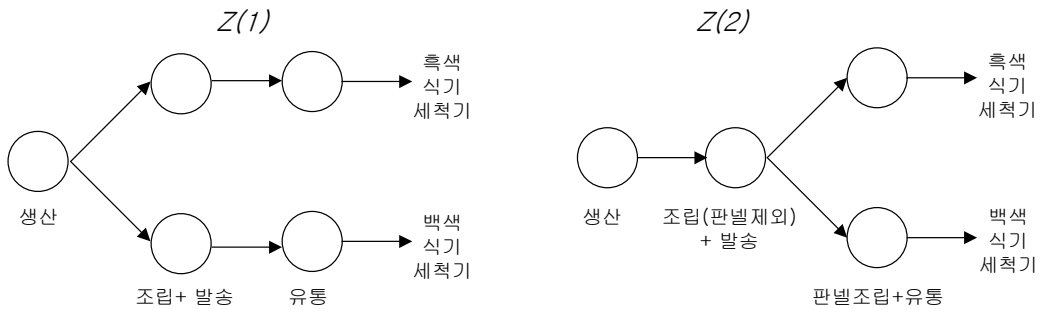 Z(1)
흑색
식기
세척기
생산
백색
식기
세척기
조립+ 발송
유통
Z(2)
흑색
식기
세척기
생산
조립(판넬제외)
+ 발송
백색
식기
세척기
판넬조립+유통